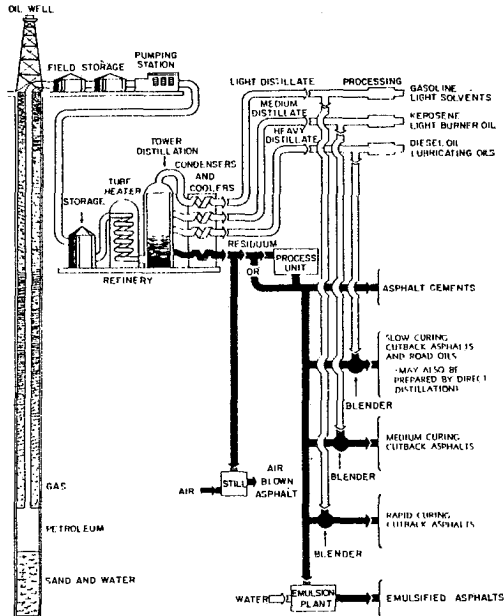 OIL WELL
FIELD STORAGE
PUMPING
STATION
LIGHT DISTILLATE
PROCESSING
GASOLINE
LIGHT SOLVENTS
MEDIUM
DISTILLATE
KEROSENE
LIGHT BURNER OIL
HEAVY
DISTILLATE
DIESEL OIL
LUBRICATING OILS
TOWER
DISTILLATION
CONDENSERS
AND
COOLERS
TUBE
HEATER
STORAGE
REFINERY
RESIDUUM
OR
PROCESS
UNIT
ASPHALT CEMENTS
SLOW CURING
CUTBACK ASPHALTS
AND ROAD OILS
(MAY ALSO BE
PREPARED BY DIRECT
DISTILLATION)
BLENDER
MEDIUM CURING
CUTBACK ASPHALTS
BLENDER
AIR
STILL
AIR
BLOWN
ASPHALT
RAPID CURING
CUTBACK ASPHALTS
BLENDER
GAS
PETROLEUM
SAND AND WATER
WATER
EMULSION
PLANT
EMULSIFIED ASPHALTS